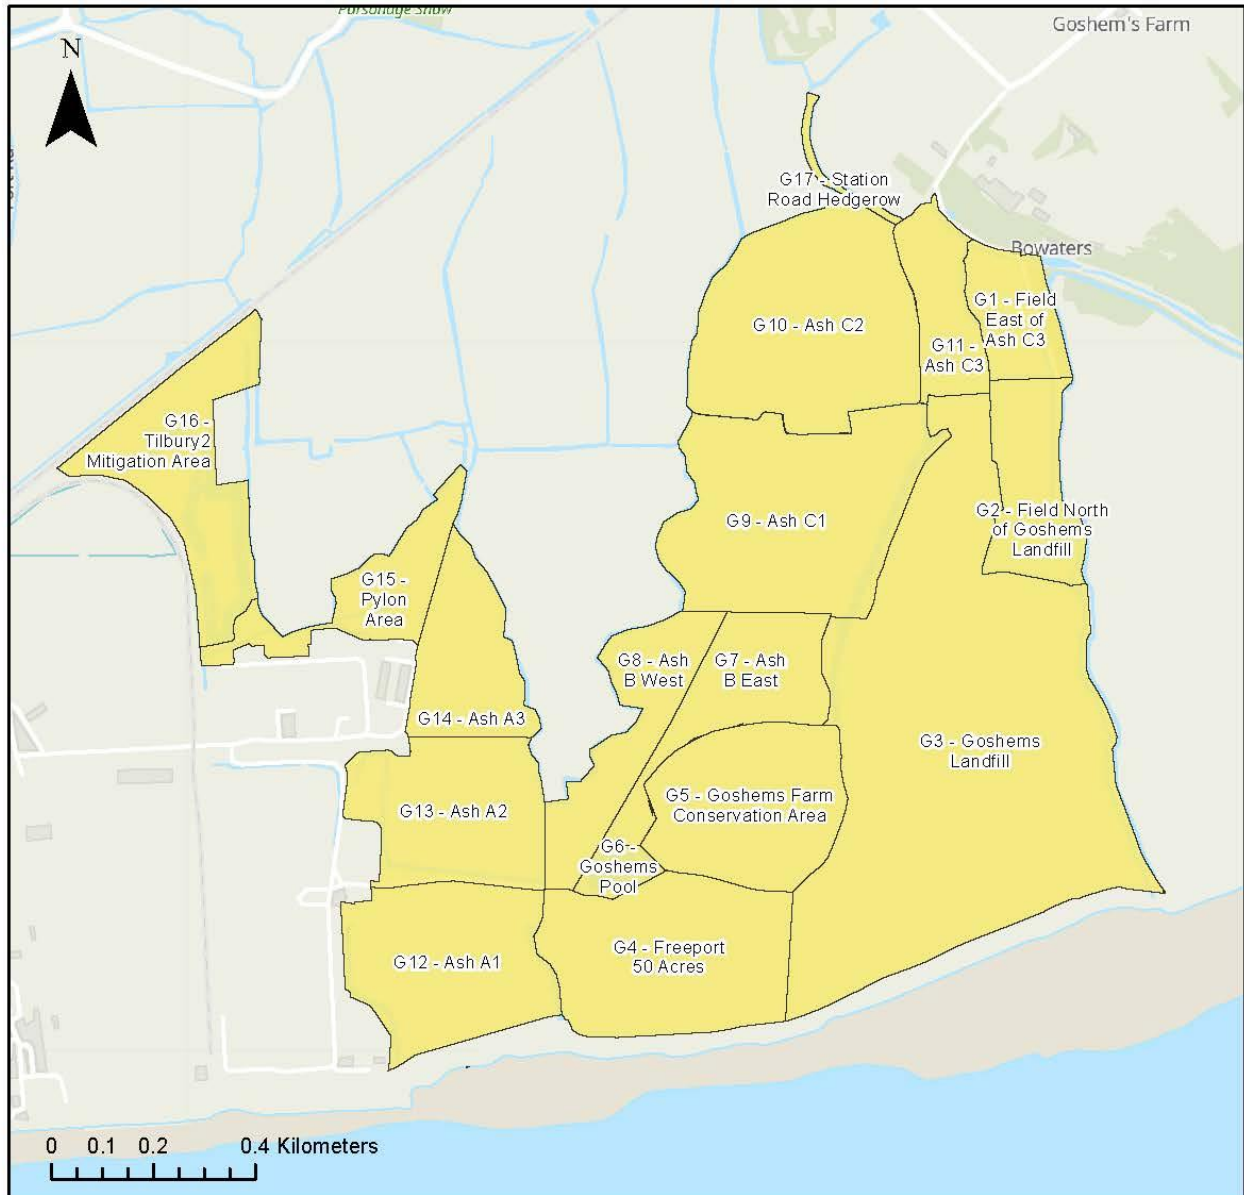 Parsonage Shaw
Goshem's Farm
N
G17 - Station
Road Hedgerow
Bowaters
G10 - Ash C2
G1 - Field
East of
Ash C3
G11 -
Ash C3
G16 -
Tilbury2
Mitigation Area
G9 - Ash C1
G2 - Field North
of Goshems
Landfill
G15 -
Pylon
Area
G8 - Ash
B West
G7 - Ash
B East
G14 - Ash A3
G3 - Goshems
Landfill
G13 - Ash A2
G5 - Goshems Farm
Conservation Area
G6 -
Goshems
Pool
G12 - Ash A1
G4 - Freeport
50 Acres
0 0.1 0.2 0.4 Kilometers